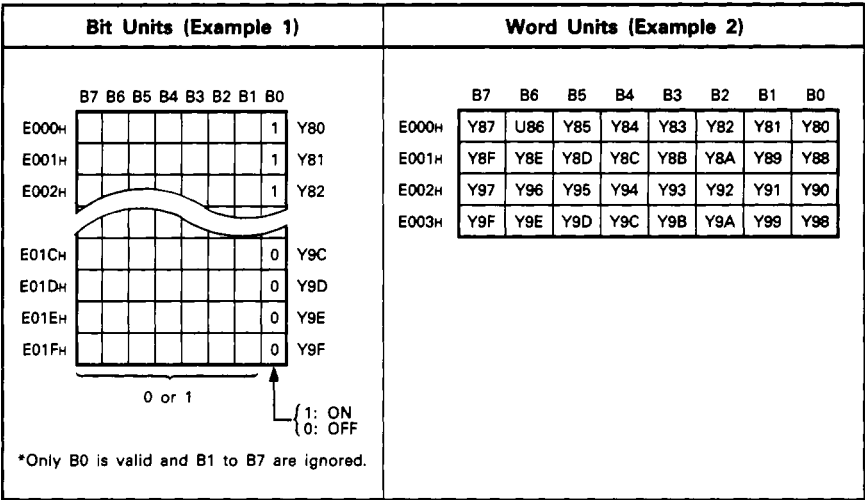 Bit Units (Example 1)
Word Units (Example 2)
B7 B6 B5 B4 B3 B2 B1 B0
E000H 1 Y80
E001H 1 Y81
E002H 1 Y82
E01CH 0 Y9C
E01DH 0 Y9D
E01EH 0 Y9E
E01FH 0 Y9F
0 or 1
1: ON
0: OFF
*Only B0 is valid and B1 to B7 are ignored.
B7 B6 B5 B4 B3 B2 B1 B0
E000H Y87 U86 Y85 Y84 Y83 Y82 Y81 Y80
E001H Y8F Y8E Y8D Y8C Y8B Y8A Y89 Y88
E002H Y97 Y96 Y95 Y94 Y93 Y92 Y91 Y90
E003H Y9F Y9E Y9D Y9C Y9B Y9A Y99 Y98